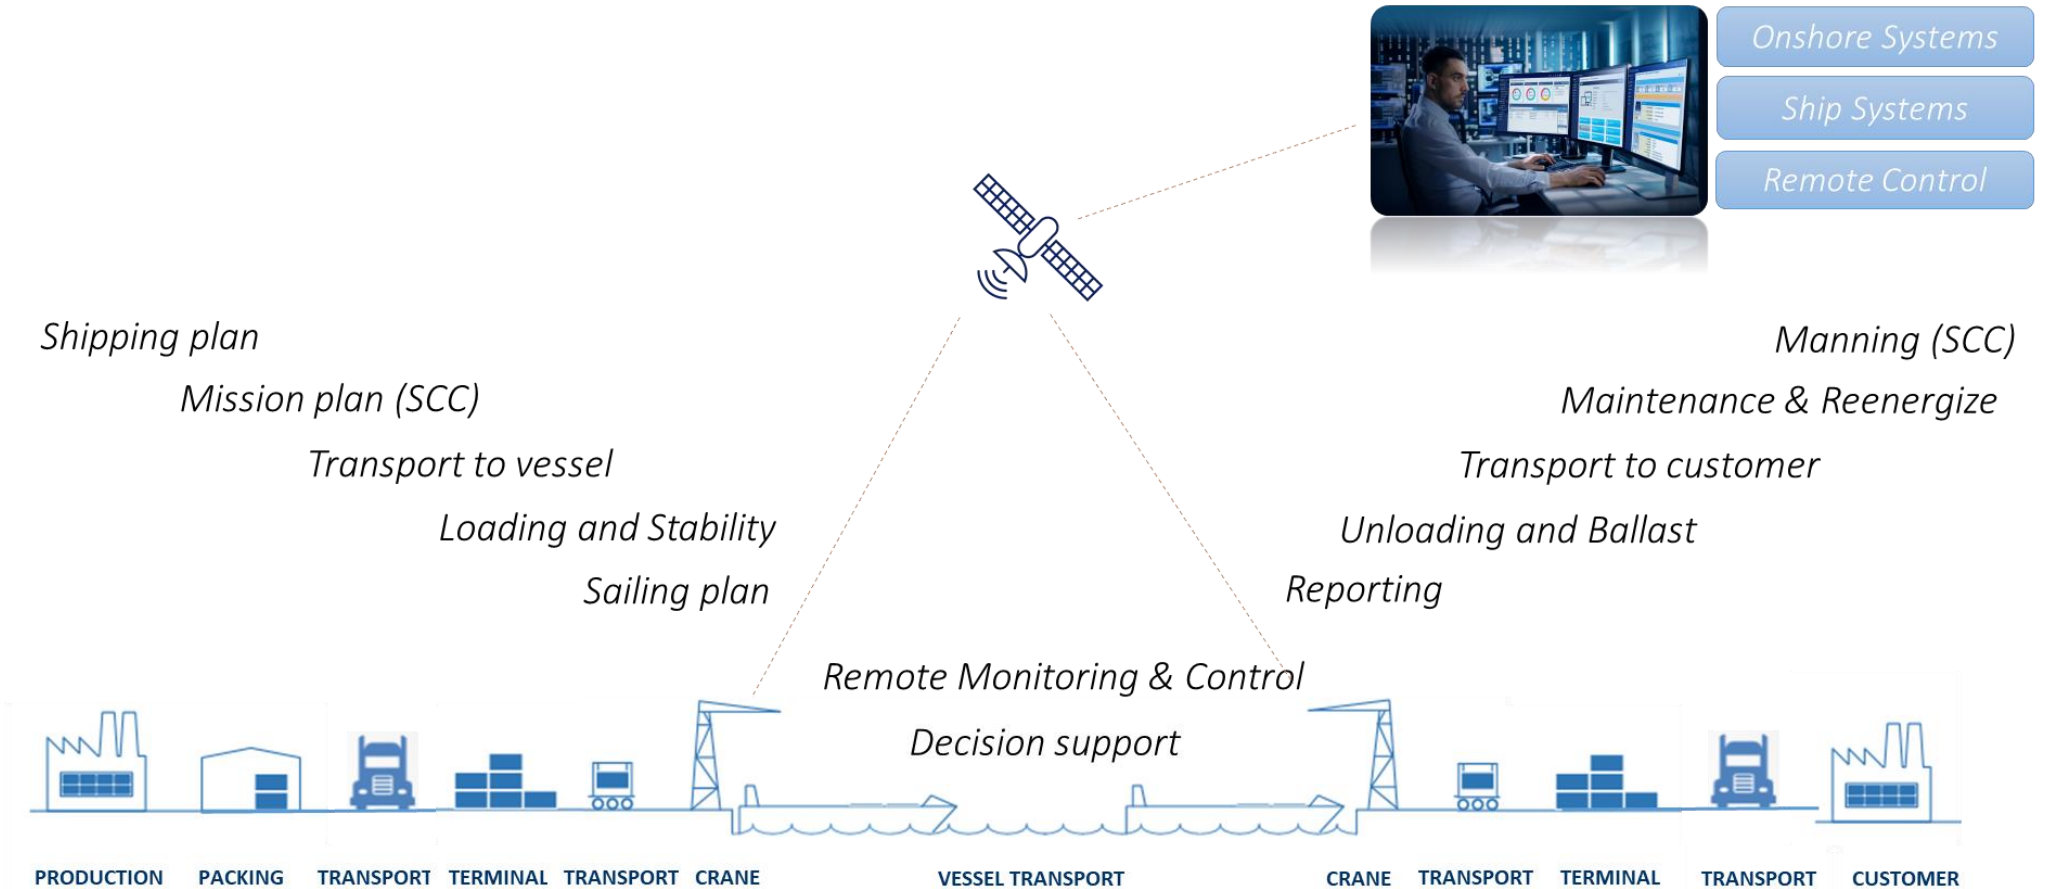 Onshore Systems
Ship Systems
Remote Control
Shipping plan
Manning (SCC)
Mission plan (SCC)
Maintenance & Reenergize
Transport to vessel
Transport to customer
Loading and Stability
Unloading and Ballast
Sailing plan
Reporting
Remote Monitoring & Control
Decision support
PRODUCTION PACKING TRANSPORT TERMINAL TRANSPORT CRANE VESSEL TRANSPORT CRANE TRANSPORT TERMINAL TRANSPORT CUSTOMER